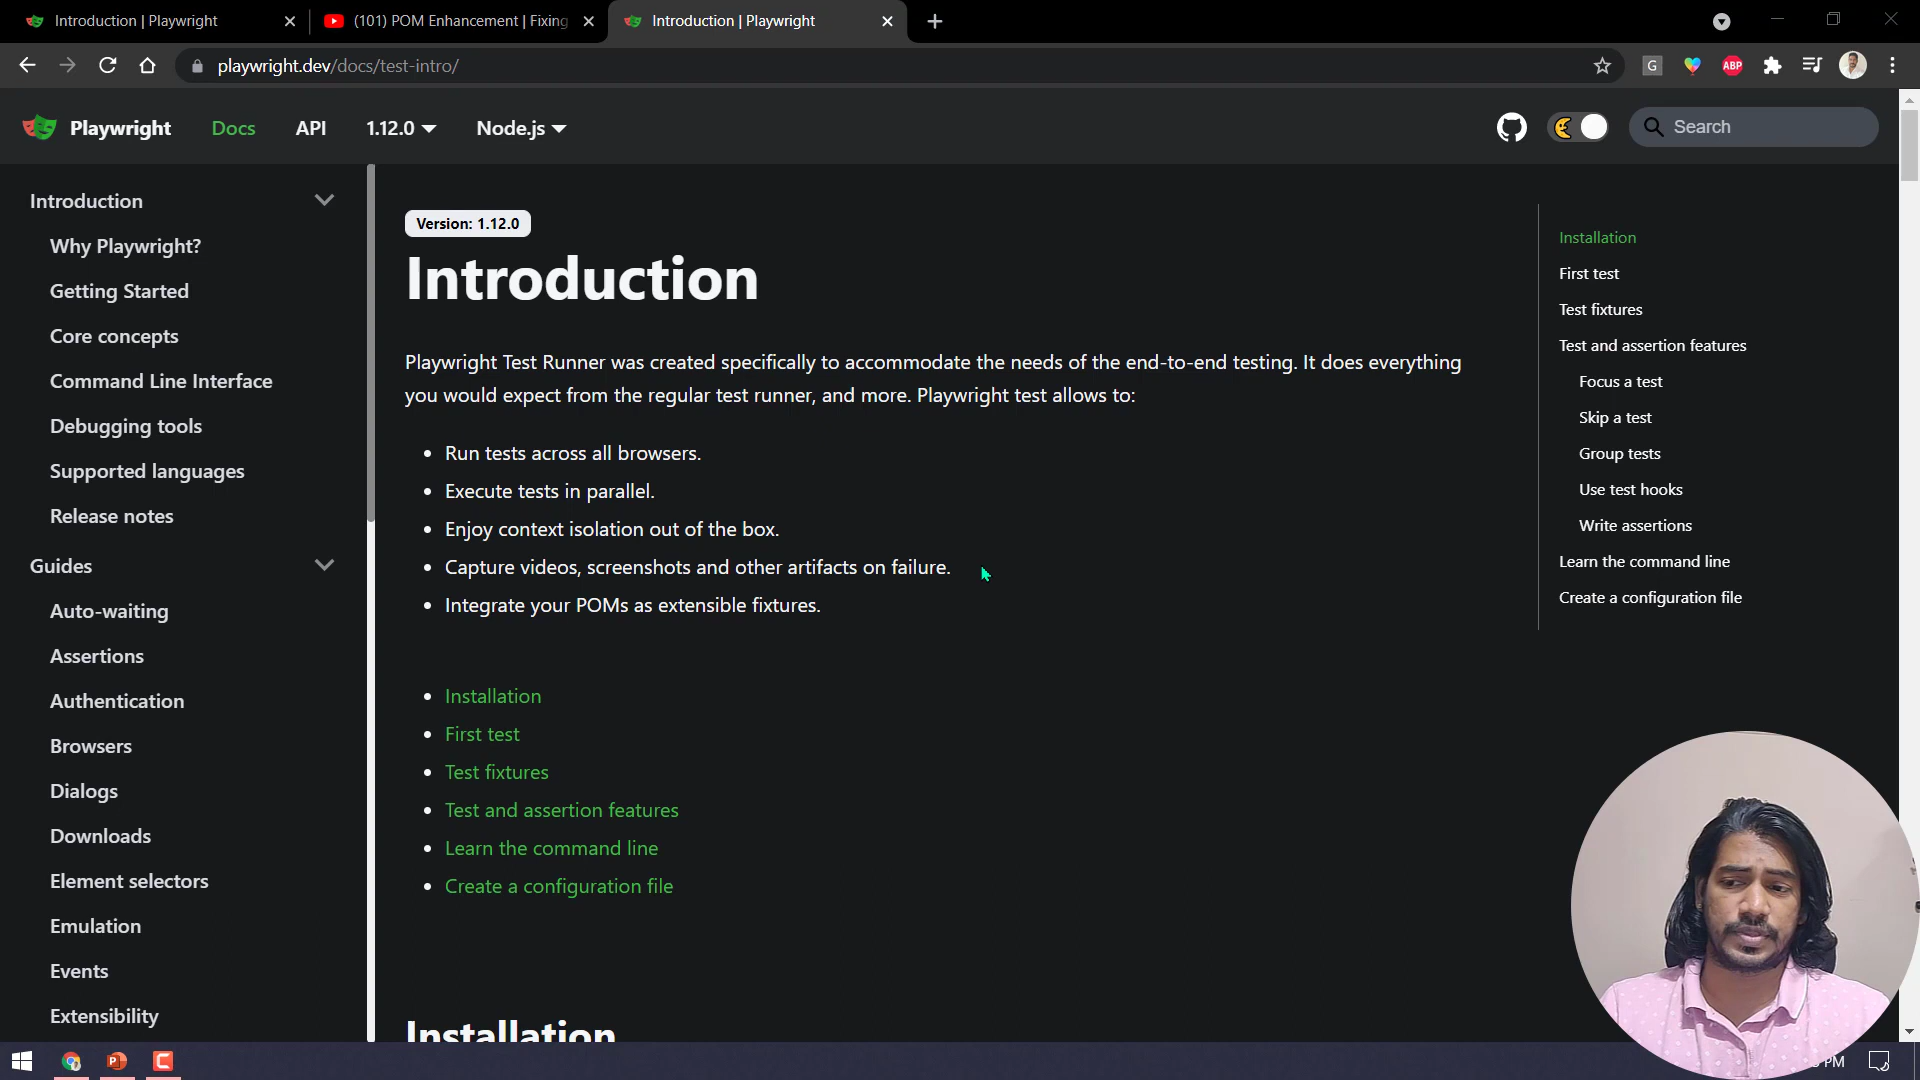 Introduction | Playwright
(101) POM Enhancement | Fixing
Introduction | Playwright
playwright.dev/docs/test-intro/
G
ABP
Playwright
Docs
API
1.12.0
Node.js
Search
Introduction
Why Playwright?
Getting Started
Core concepts
Command Line Interface
Debugging tools
Supported languages
Release notes
Guides
Auto-waiting
Assertions
Authentication
Browsers
Dialogs
Downloads
Element selectors
Emulation
Events
Extensibility
Version: 1.12.0
Introduction
Playwright Test Runner was created specifically to accommodate the needs of the end-to-end testing. It does everything
you would expect from the regular test runner, and more. Playwright test allows to:
Run tests across all browsers.
Execute tests in parallel.
Enjoy context isolation out of the box.
Capture videos, screenshots and other artifacts on failure.
Integrate your POMs as extensible fixtures.
Installation
First test
Test fixtures
Test and assertion features
Learn the command line
Create a configuration file
Installation
Installation
First test
Test fixtures
Test and assertion features
Focus a test
Skip a test
Group tests
Use test hooks
Write assertions
Learn the command line
Create a configuration file
PM